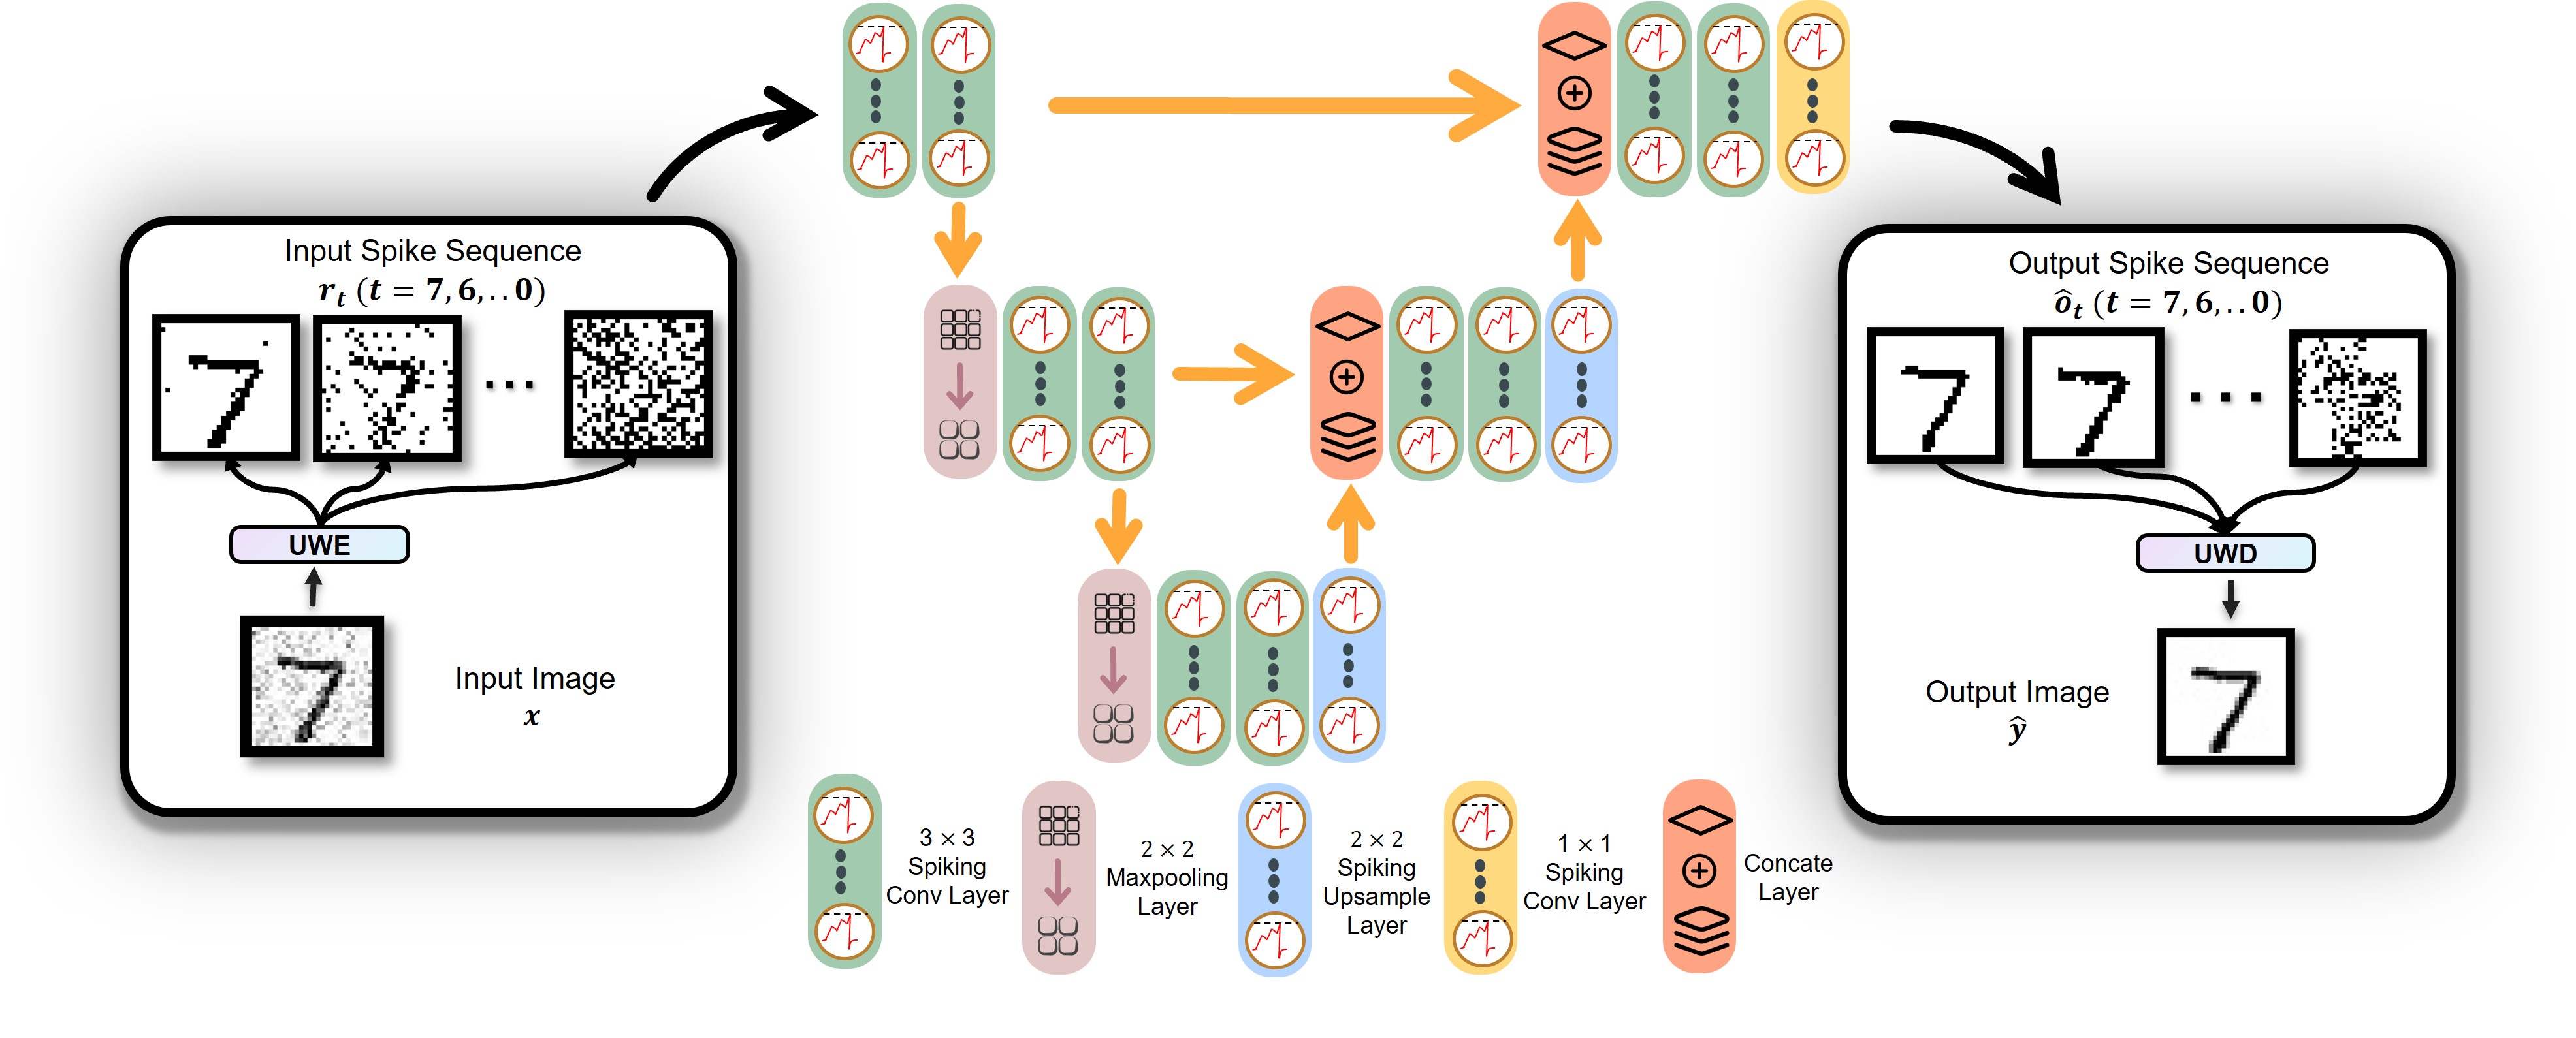 Input Spike Sequence
r_t (t = 7, 6, . . 0)
...
UWE
Input Image
x
Output Spike Sequence
ô_t (t = 7, 6, . . 0)
...
UWD
Output Image
ŷ
3 × 3
Spiking
Conv Layer
2 × 2
Maxpooling
Layer
2 × 2
Spiking
Upsample
Layer
1 × 1
Spiking
Conv Layer
Concate
Layer